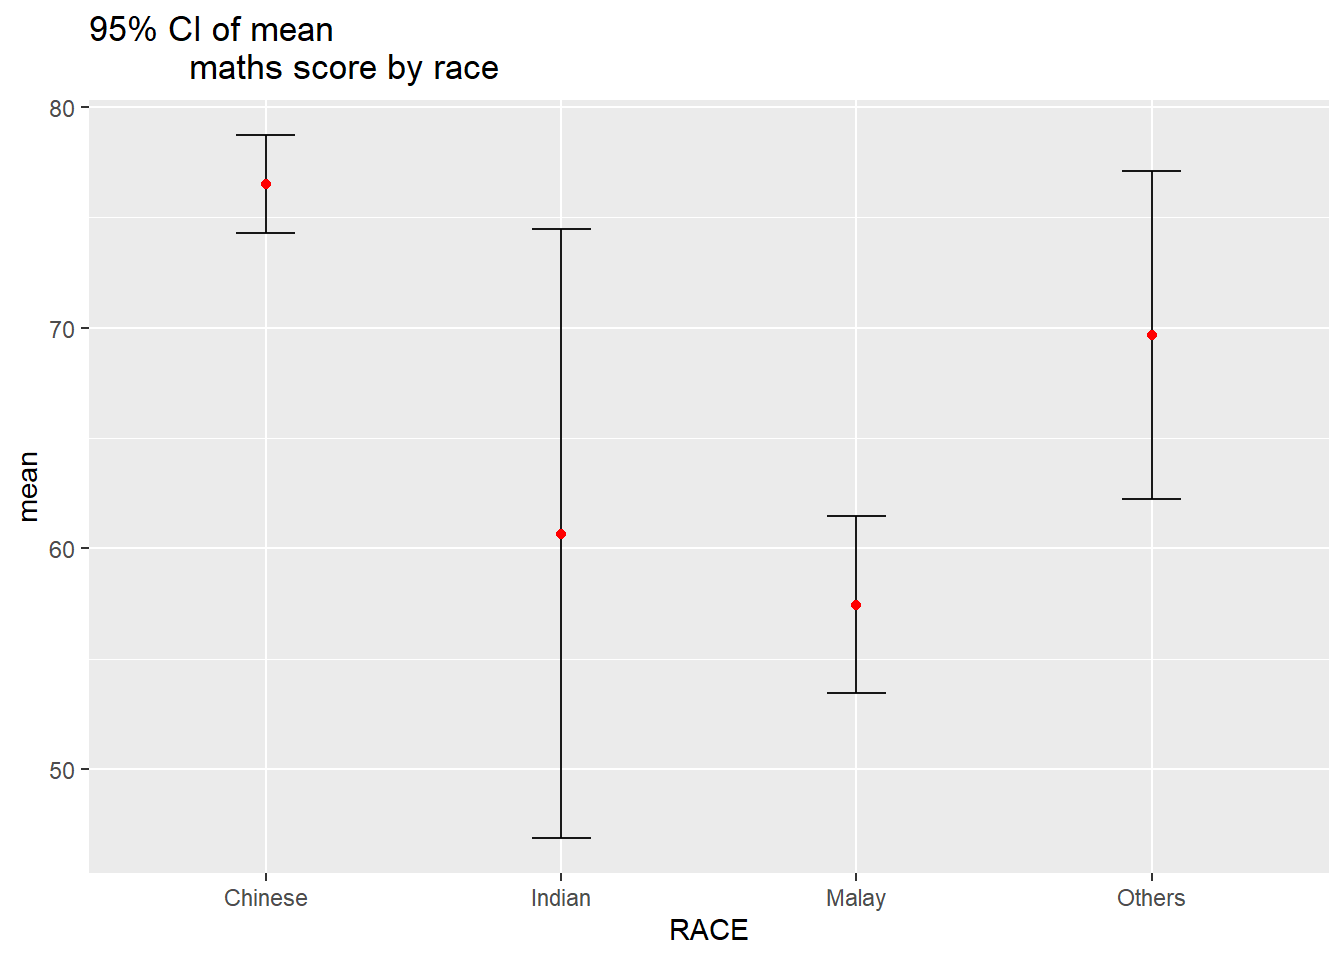 95% CI of mean
maths score by race
80
70
60
50
mean
Chinese Indian Malay Others
RACE